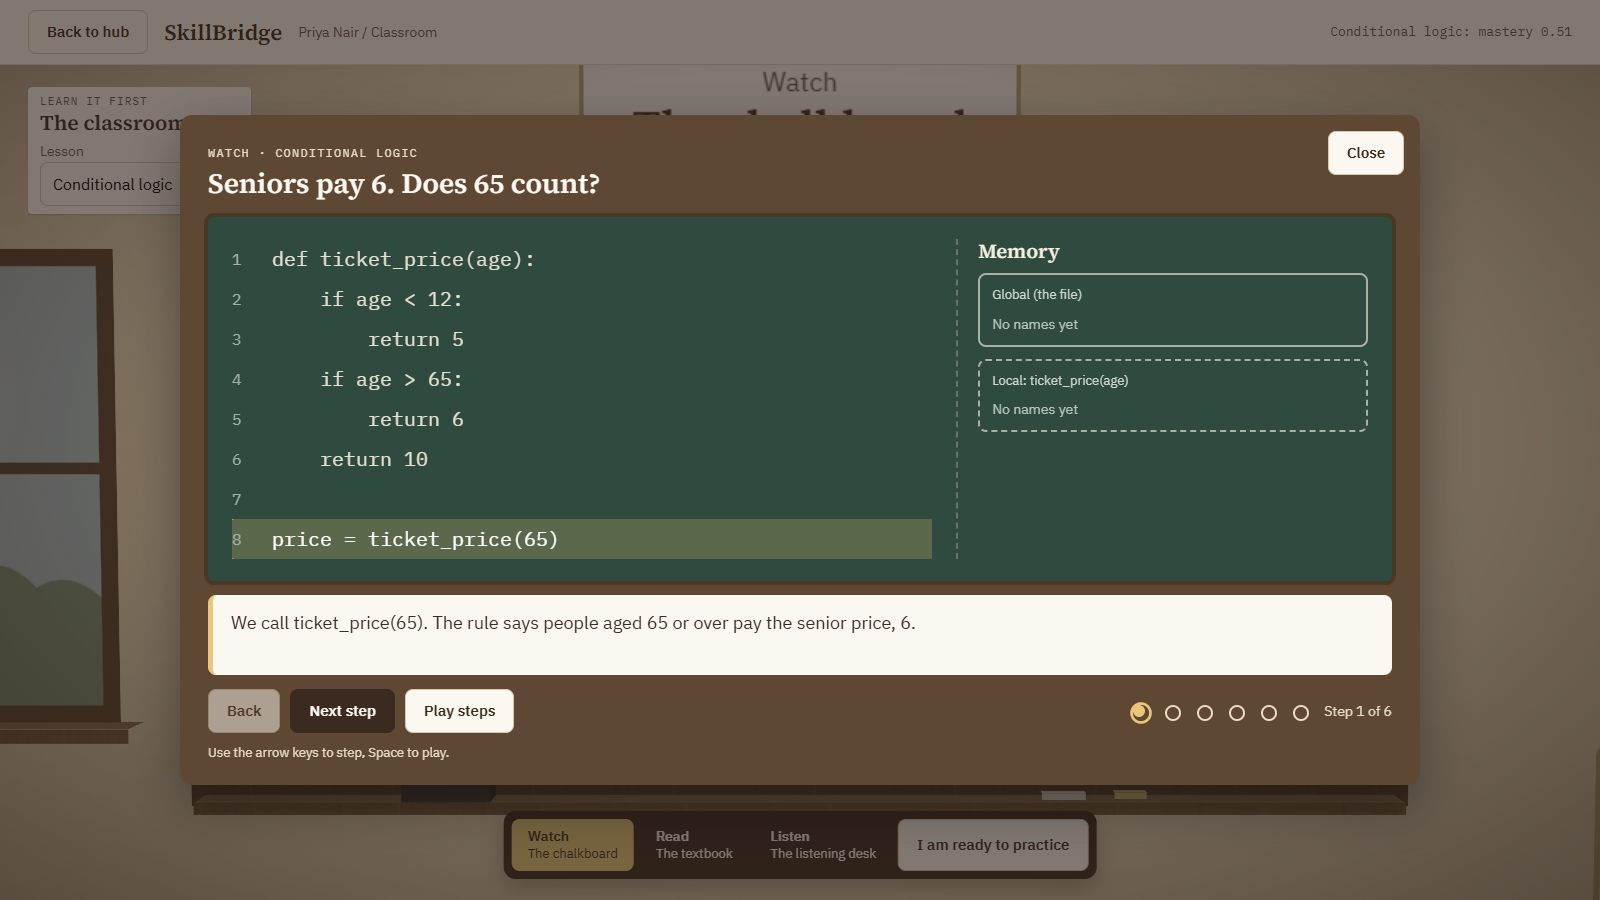 Back to hub
SkillBridge
Priya Nair / Classroom
Conditional logic: mastery 0.51
LEARN IT FIRST
The classroom
Lesson
Conditional logic
Watch
WATCH · CONDITIONAL LOGIC
Seniors pay 6. Does 65 count?
Close
1 def ticket_price(age):
2 if age < 12:
3 return 5
4 if age > 65:
5 return 6
6 return 10
7
8 price = ticket_price(65)
Memory
Global (the file)
No names yet
Local: ticket_price(age)
No names yet
We call ticket_price(65). The rule says people aged 65 or over pay the senior price, 6.
Back
Next step
Play steps
Step 1 of 6
Use the arrow keys to step, Space to play.
Watch
The chalkboard
Read
The textbook
Listen
The listening desk
I am ready to practice